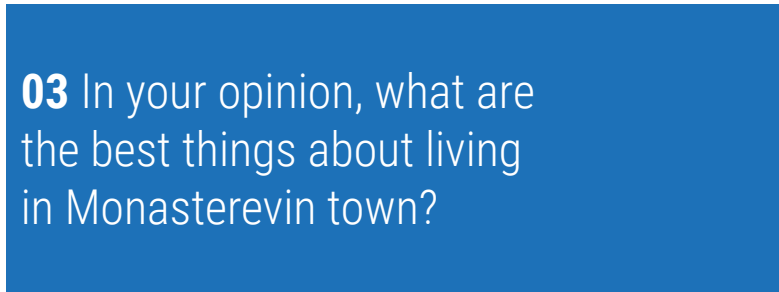 03 In your opinion, what are
the best things about living
in Monasterevin town?